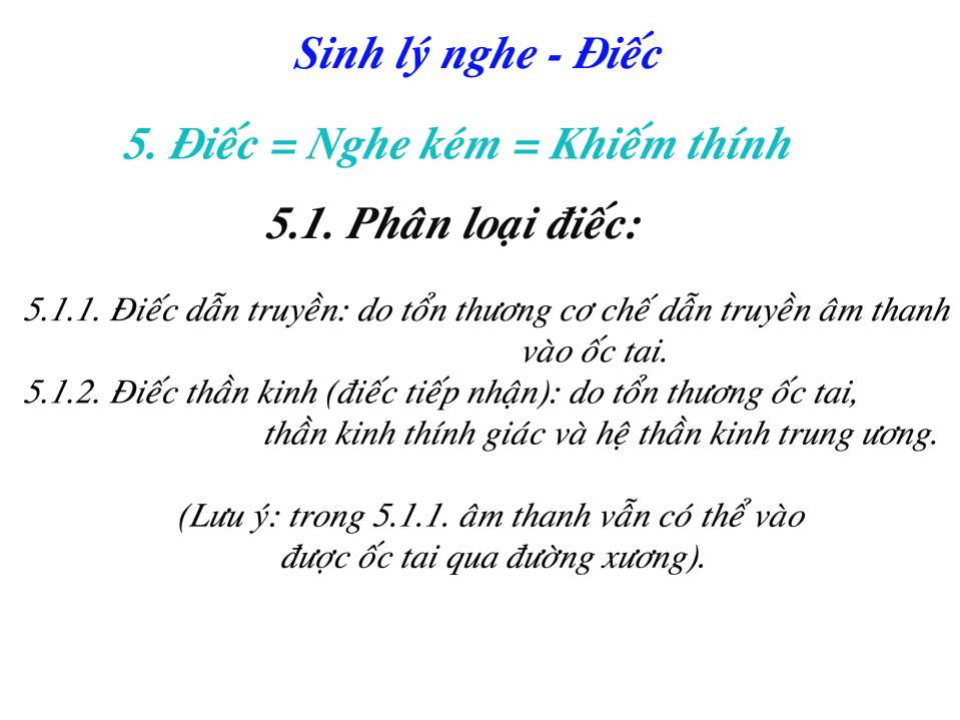 Sinh lý nghe - Điếc
5. Điếc = Nghe kém = Khiếm thính
5.1. Phân loại điếc:
5.1.1. Điếc dẫn truyền: do tổn thương cơ chế dẫn truyền âm thanh
vào ốc tai.
5.1.2. Điếc thần kinh (điếc tiếp nhận): do tổn thương ốc tai,
thần kinh thính giác và hệ thần kinh trung ương.
(Lưu ý: trong 5.1.1. âm thanh vẫn có thể vào
được ốc tai qua đường xương).